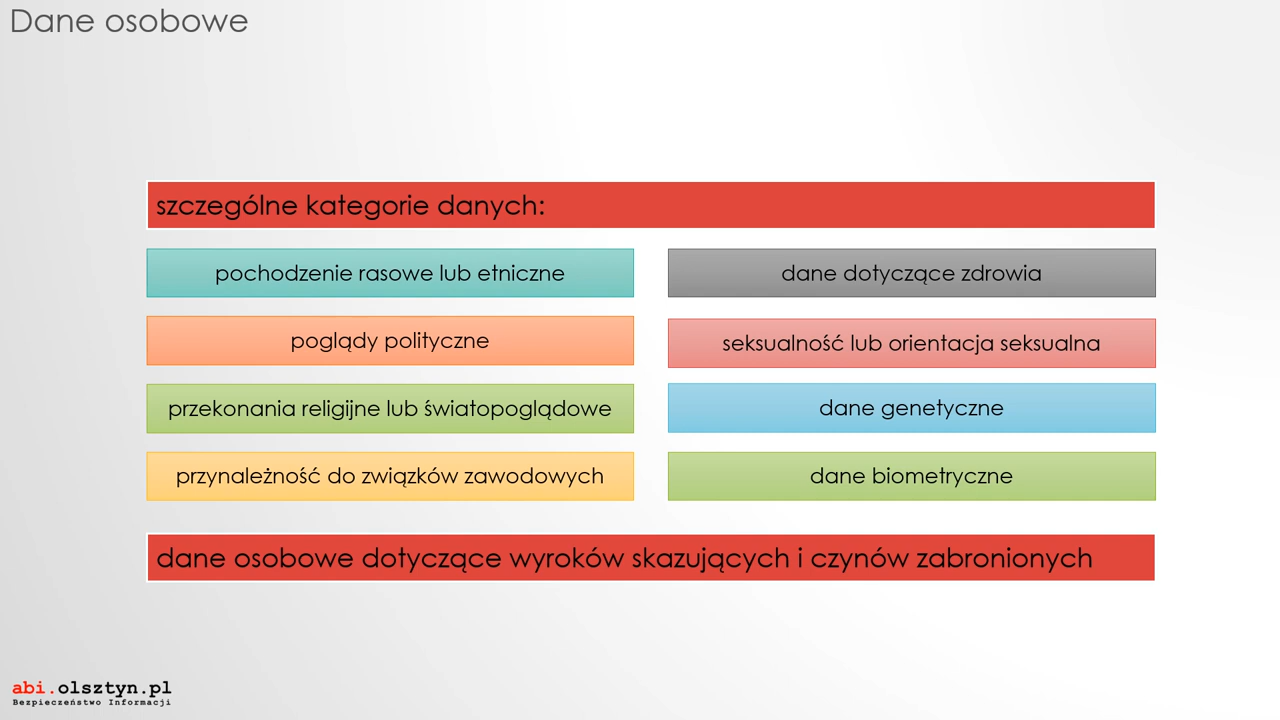 Dane osobowe
szczególne kategorie danych:
pochodzenie rasowe lub etniczne
dane dotyczące zdrowia
poglądy polityczne
seksualność lub orientacja seksualna
przekonania religijne lub światopoglądowe
dane genetyczne
przynależność do związków zawodowych
dane biometryczne
dane osobowe dotyczące wyroków skazujących i czynów zabronionych
abi.olsztyn.pl
Bezpieczeństwo Informacji